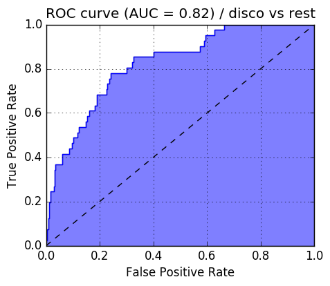 ROC curve (AUC = 0.82) / disco vs rest
1.0
0.8
0.6
0.4
0.2
0.0
True Positive Rate
0.0 0.2 0.4 0.6 0.8 1.0
False Positive Rate